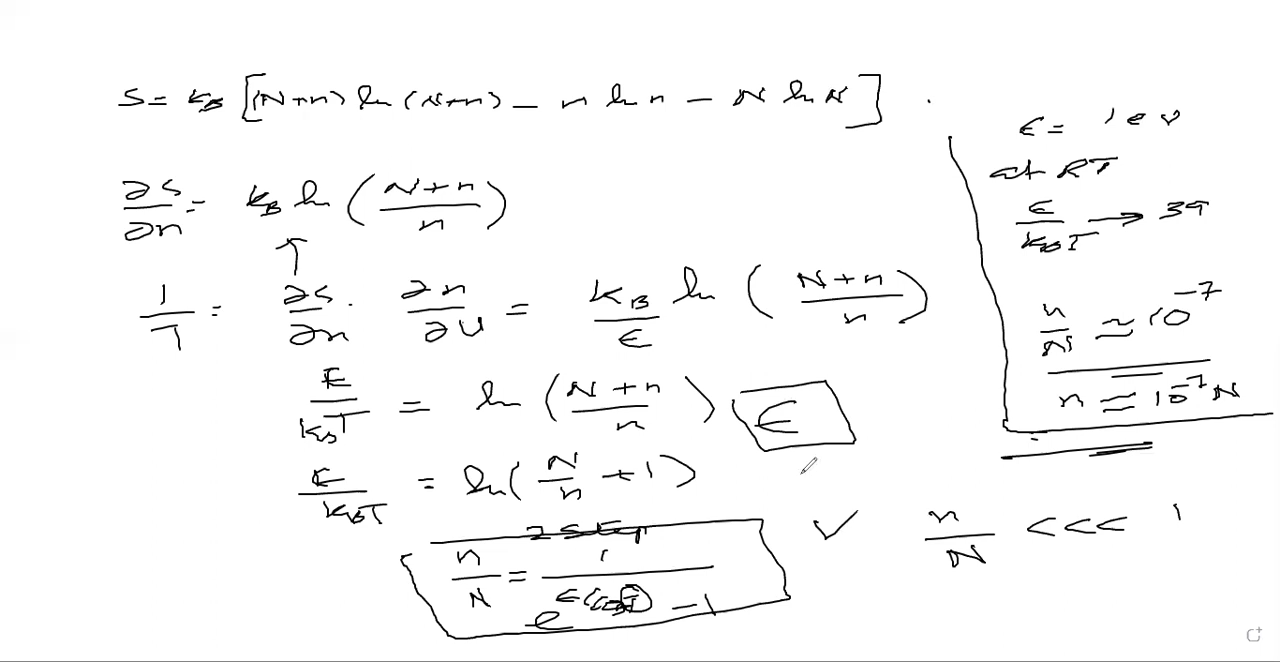 S = k_B [(N+n) ln (N+n) - n ln n - N ln N] .
∂S/∂n = k_B ln ( (N+n)/n )
↑
1/T = ∂S/∂n · ∂n/∂U = k_B/ϵ ln ( (N+n)/n )
ϵ/k_BT = ln ( (N+n)/n ) ϵ
ϵ/k_BT = ln ( N/n + 1 )
n/N = 1/(e^ϵ/k_BT - 1) ✓ n/N <<< 1
ϵ = 1 eV
at RT
ϵ/k_BT → 39
n/N ≈ 10^-7
n ≈ 10^-7 N